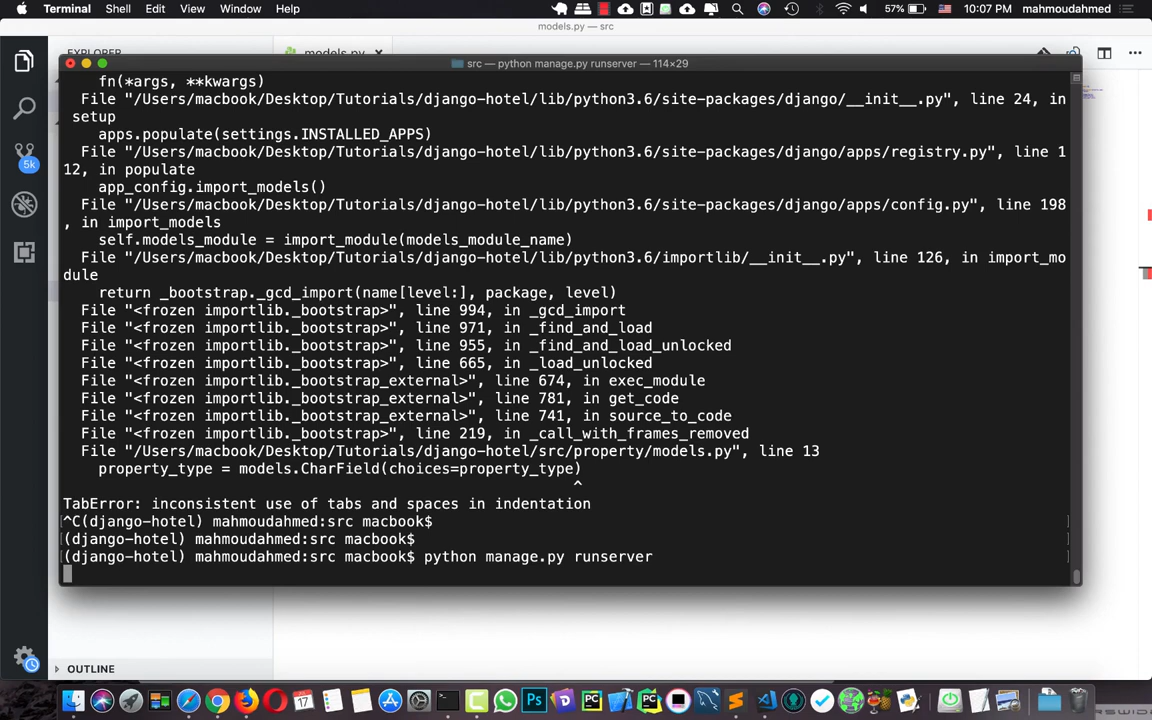 Terminal Shell Edit View Window Help 57% 10:07 PM mahmoudahmed
models.py — src
EXPLORER models.py
src — python manage.py runserver — 114×29
fn(*args, **kwargs)
File "/Users/macbook/Desktop/Tutorials/django-hotel/lib/python3.6/site-packages/django/__init__.py", line 24, in
setup
apps.populate(settings.INSTALLED_APPS)
File "/Users/macbook/Desktop/Tutorials/django-hotel/lib/python3.6/site-packages/django/apps/registry.py", line 1
12, in populate
app_config.import_models()
File "/Users/macbook/Desktop/Tutorials/django-hotel/lib/python3.6/site-packages/django/apps/config.py", line 198
, in import_models
self.models_module = import_module(models_module_name)
File "/Users/macbook/Desktop/Tutorials/django-hotel/lib/python3.6/importlib/__init__.py", line 126, in import_mo
dule
return _bootstrap._gcd_import(name[level:], package, level)
File "<frozen importlib._bootstrap>", line 994, in _gcd_import
File "<frozen importlib._bootstrap>", line 971, in _find_and_load
File "<frozen importlib._bootstrap>", line 955, in _find_and_load_unlocked
File "<frozen importlib._bootstrap>", line 665, in _load_unlocked
File "<frozen importlib._bootstrap_external>", line 674, in exec_module
File "<frozen importlib._bootstrap_external>", line 781, in get_code
File "<frozen importlib._bootstrap_external>", line 741, in source_to_code
File "<frozen importlib._bootstrap>", line 219, in _call_with_frames_removed
File "/Users/macbook/Desktop/Tutorials/django-hotel/src/property/models.py", line 13
property_type = models.CharField(choices=property_type)
^
TabError: inconsistent use of tabs and spaces in indentation
^C(django-hotel) mahmoudahmed:src macbook$
(django-hotel) mahmoudahmed:src macbook$
(django-hotel) mahmoudahmed:src macbook$ python manage.py runserver
5k
OUTLINE
17
Ps
PC
PC